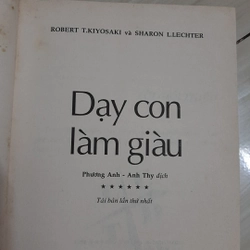 ROBERT T.KIYOSAKI và SHARON L.LECHTER
Dạy con
làm giàu
Phương Anh - Anh Thy dịch
★★★★★★
Tái bản lần thứ nhất